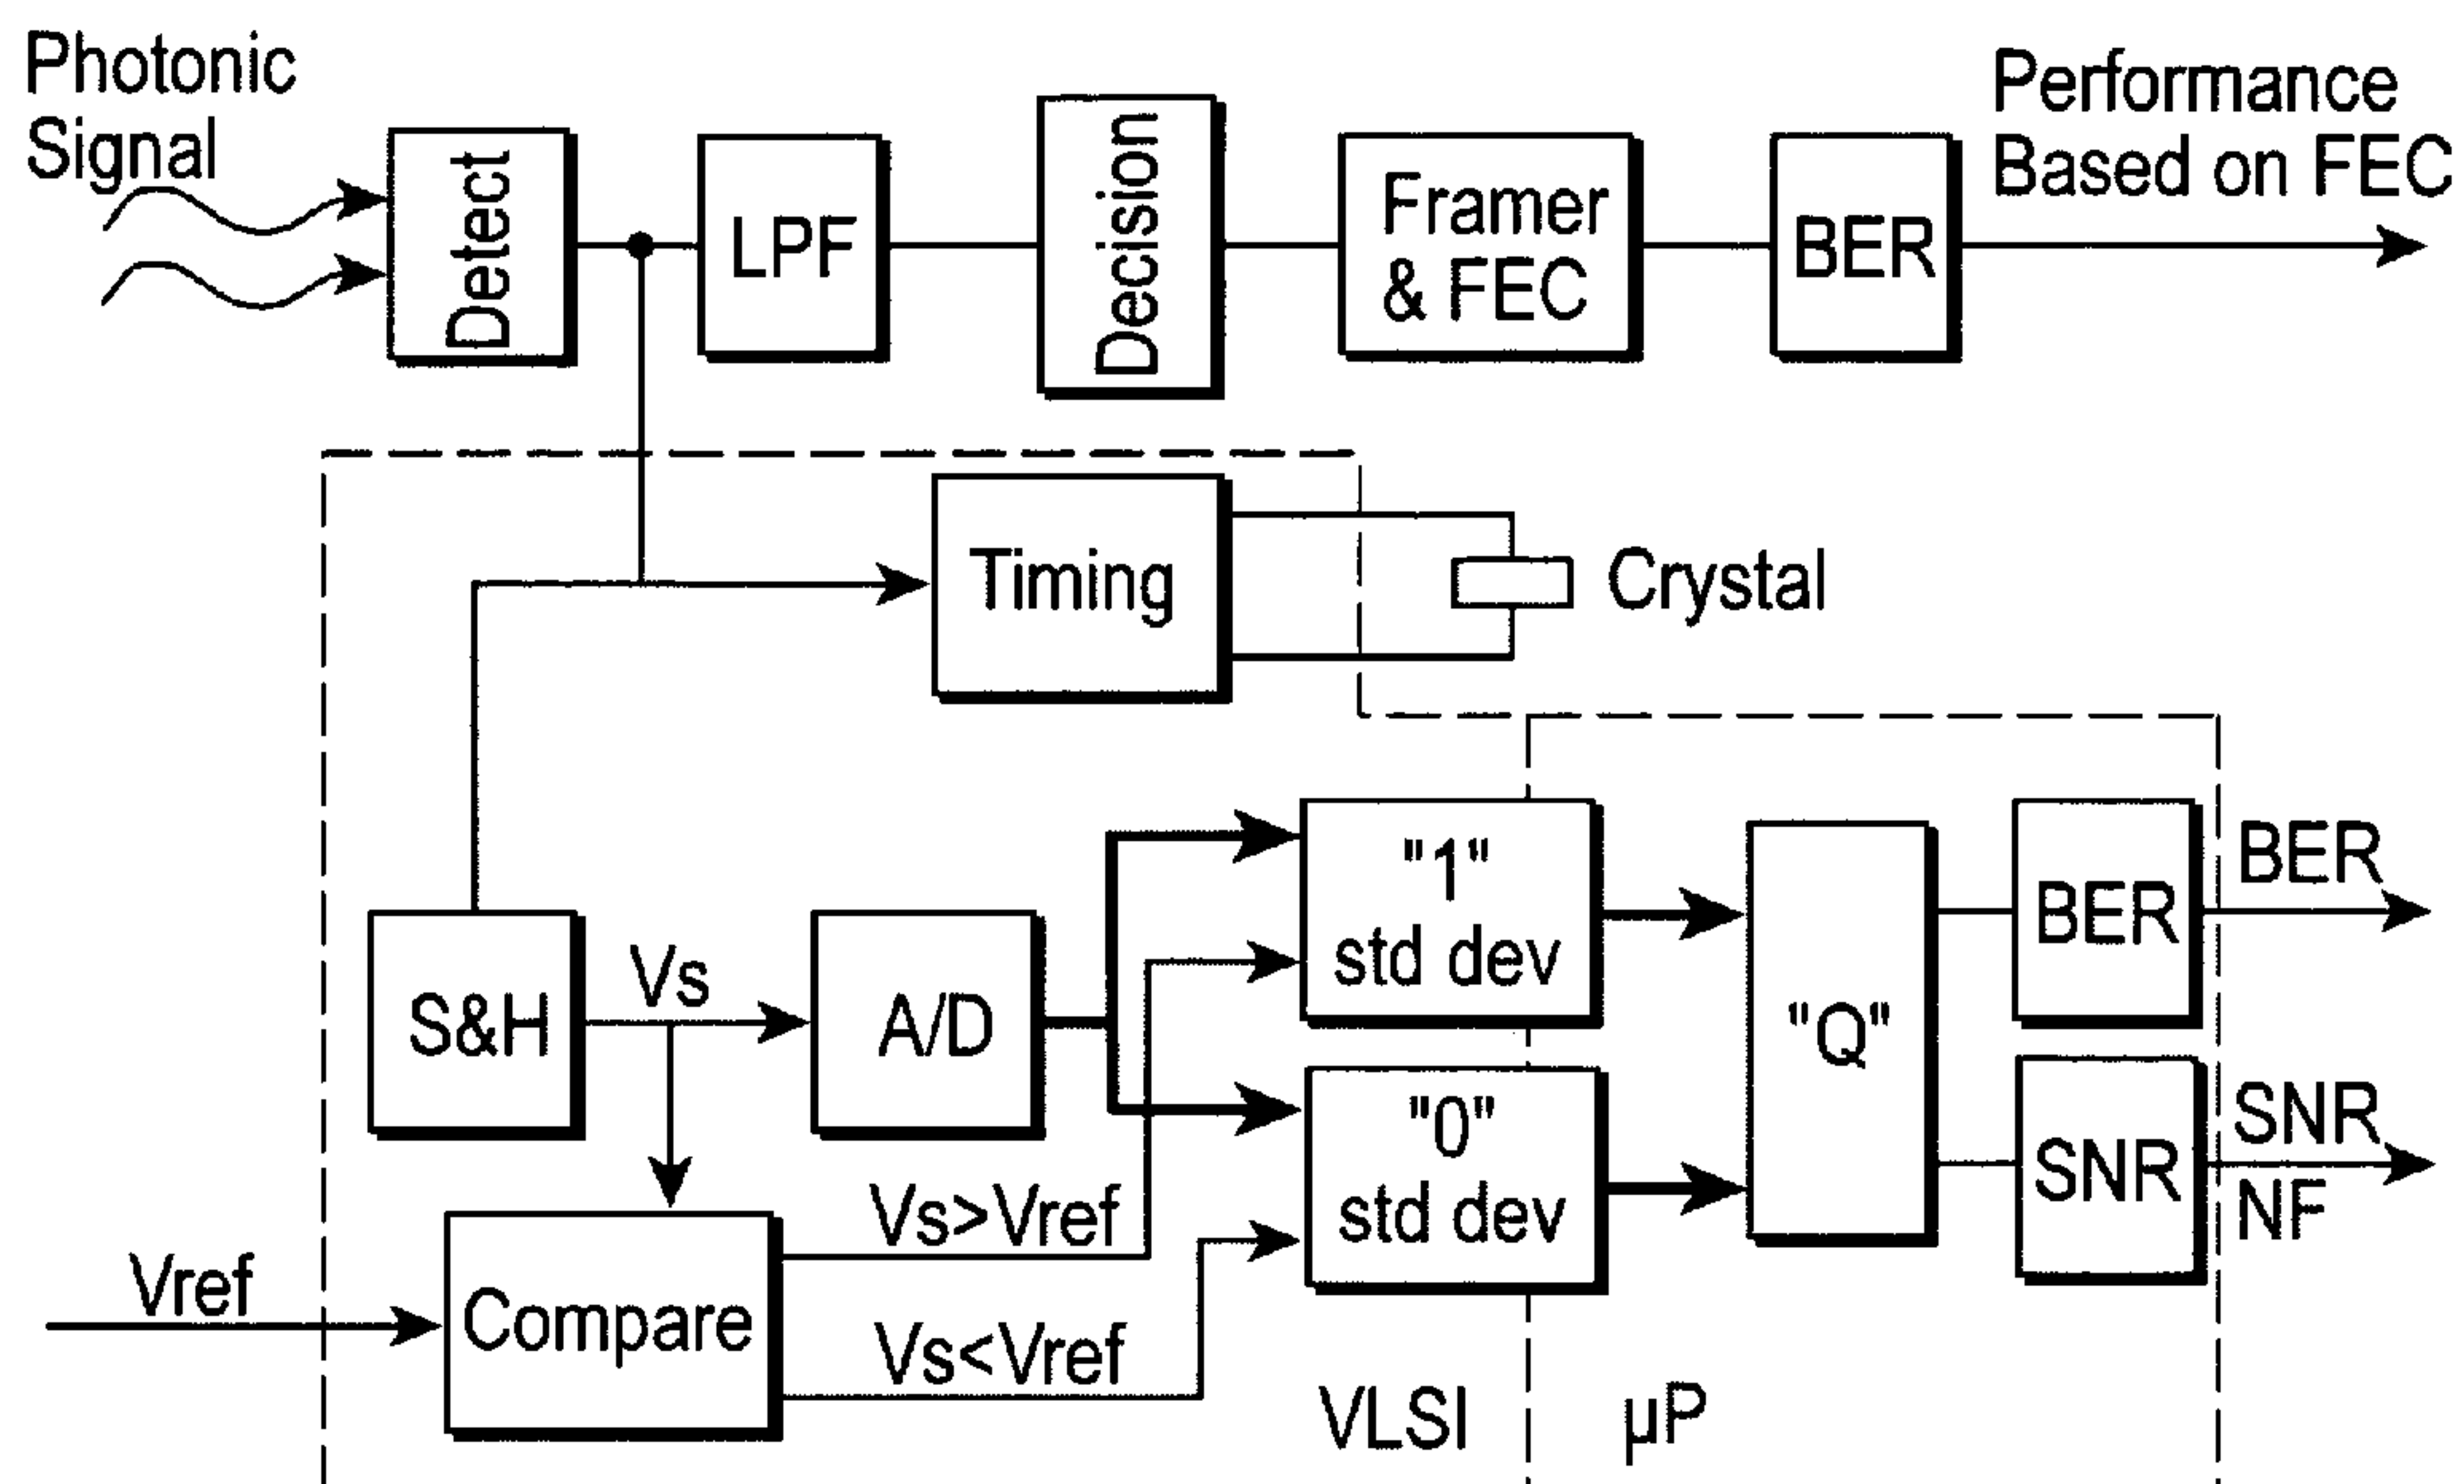 Photonic
Signal
Detect
LPF
Decision
Framer
& FEC
BER
Performance
Based on FEC
Timing
Crystal
S&H
Vs
A/D
"1"
std dev
"0"
std dev
"Q"
BER
BER
SNR
SNR
NF
Vref
Compare
Vs>Vref
Vs<Vref
VLSI
µP